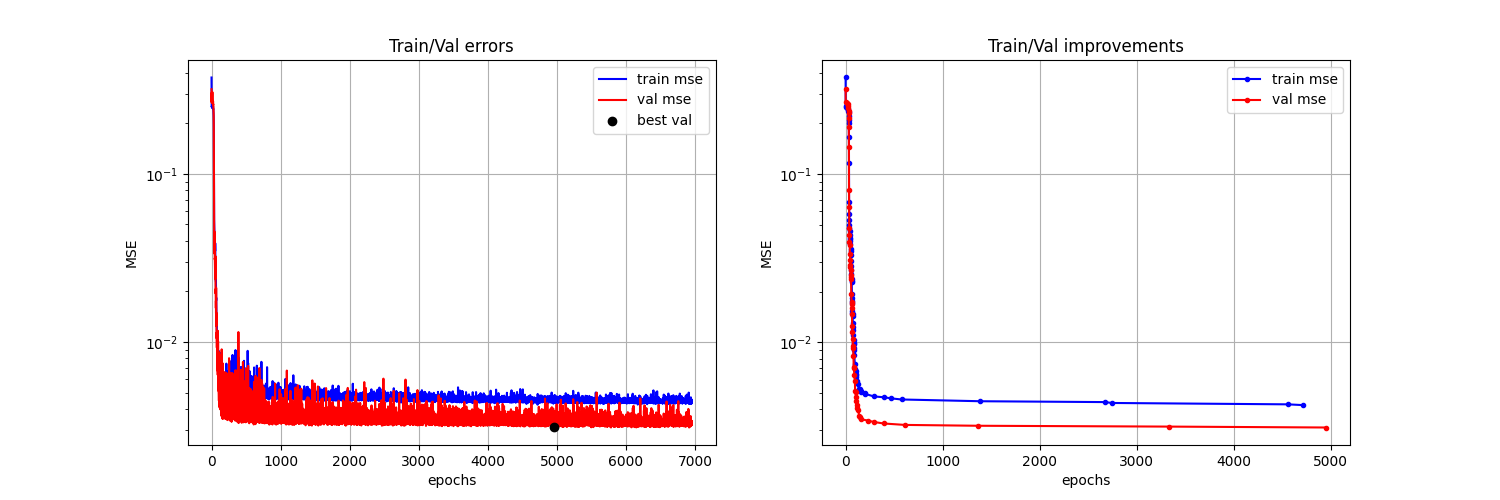 Train/Val errors
MSE
10⁻¹
10⁻²
0 1000 2000 3000 4000 5000 6000 7000
epochs
train mse
val mse
best val
Train/Val improvements
MSE
10⁻¹
10⁻²
0 1000 2000 3000 4000 5000
epochs
train mse
val mse